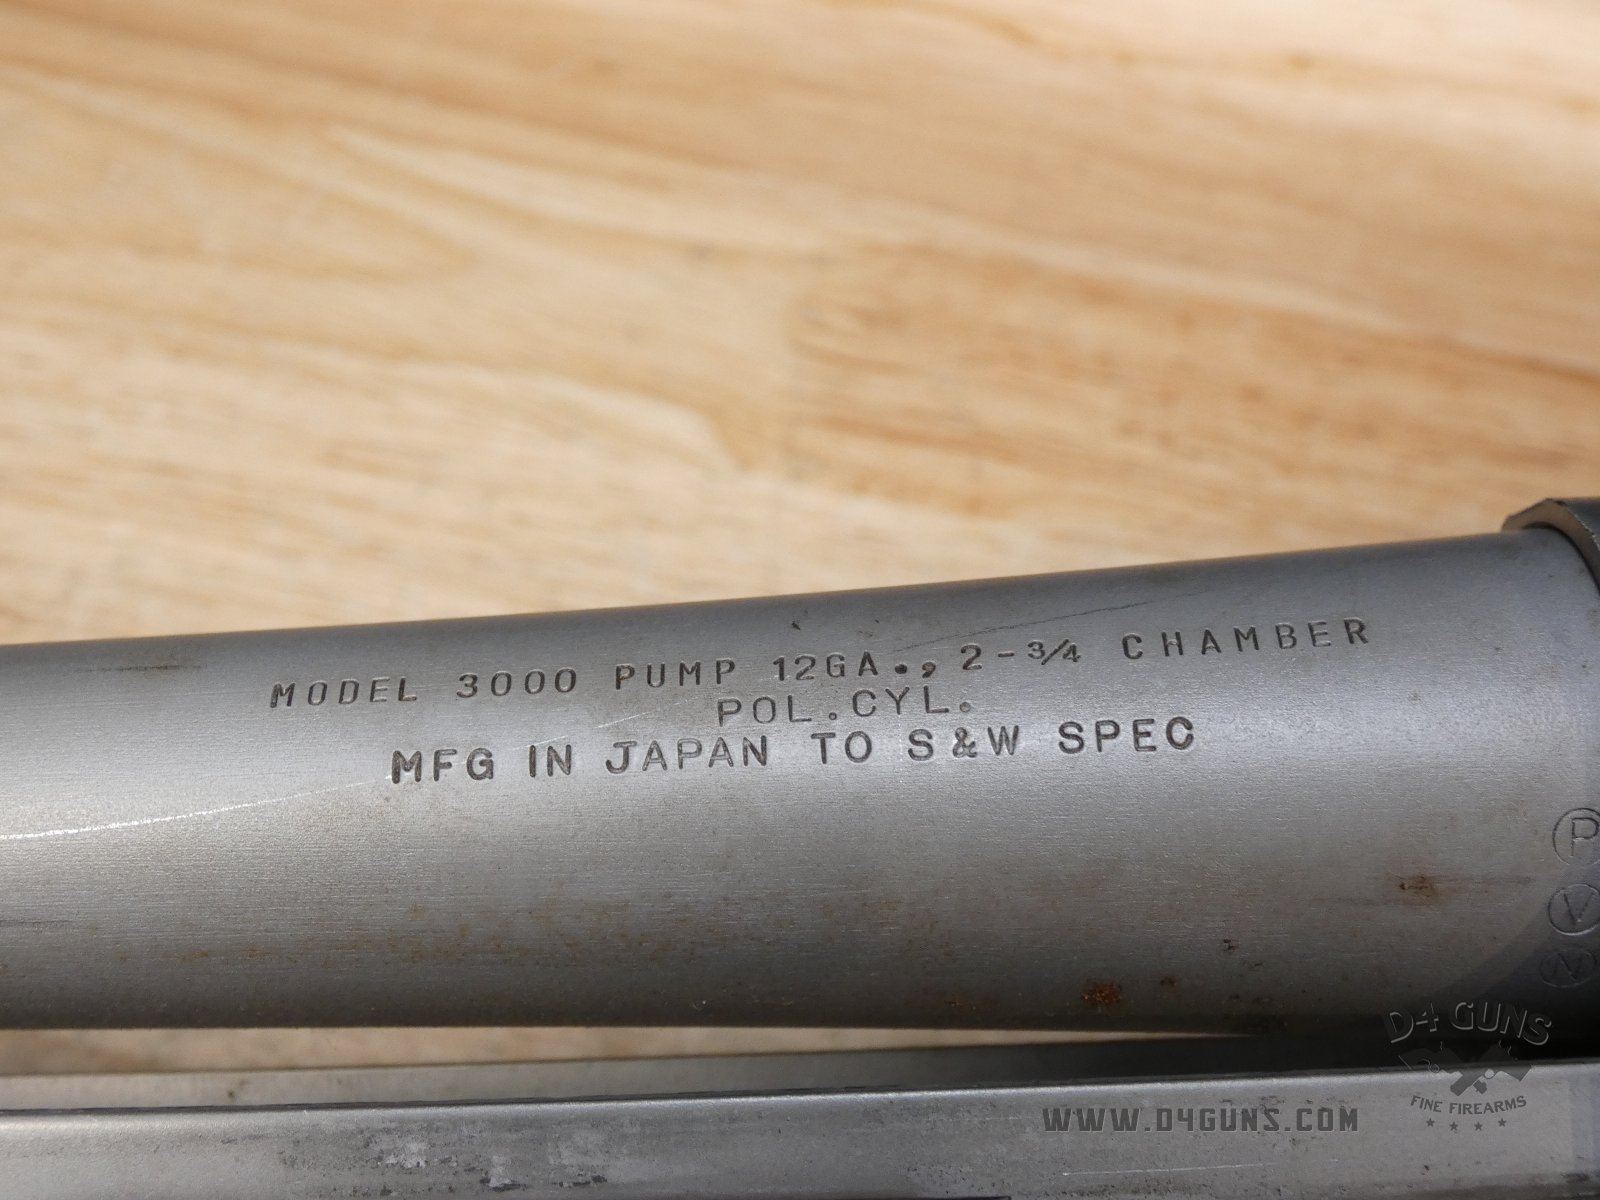 MODEL 3000 PUMP 12GA., 2-3/4 CHAMBER
POL.CYL.
MFG IN JAPAN TO S&W SPEC
P
V
N
D4 GUNS
FINE FIREARMS
WWW.D4GUNS.COM